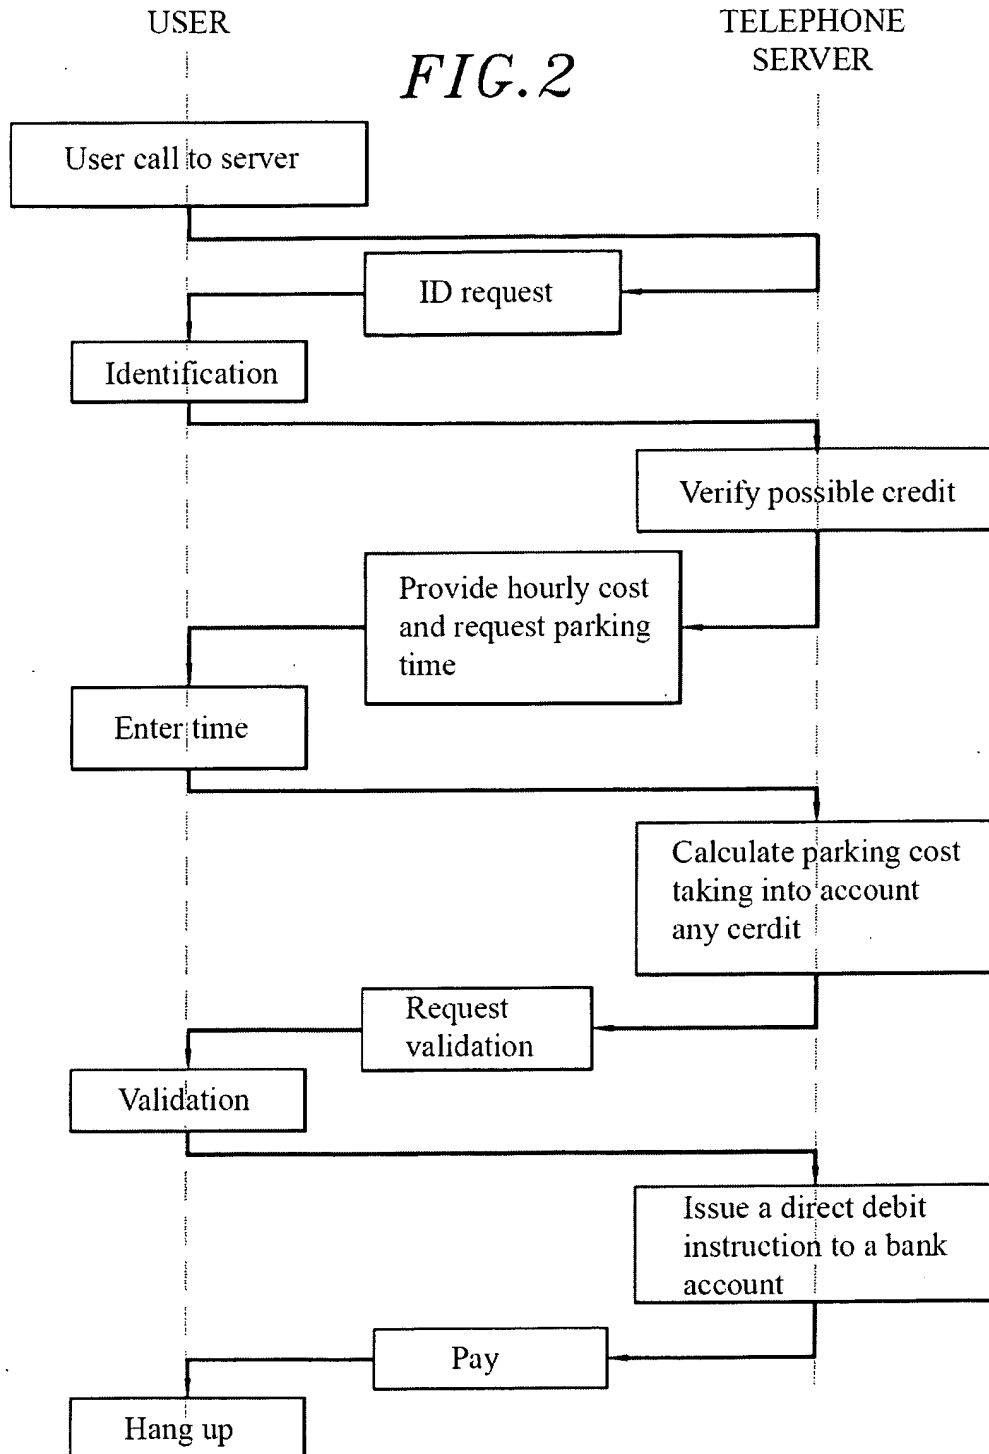 USER
TELEPHONE
SERVER
FIG.2
User call to server
ID request
Identification
Verify possible credit
Provide hourly cost
and request parking
time
Enter time
Calculate parking cost
taking into account
any cerdit
Request
validation
Validation
Issue a direct debit
instruction to a bank
account
Pay
Hang up